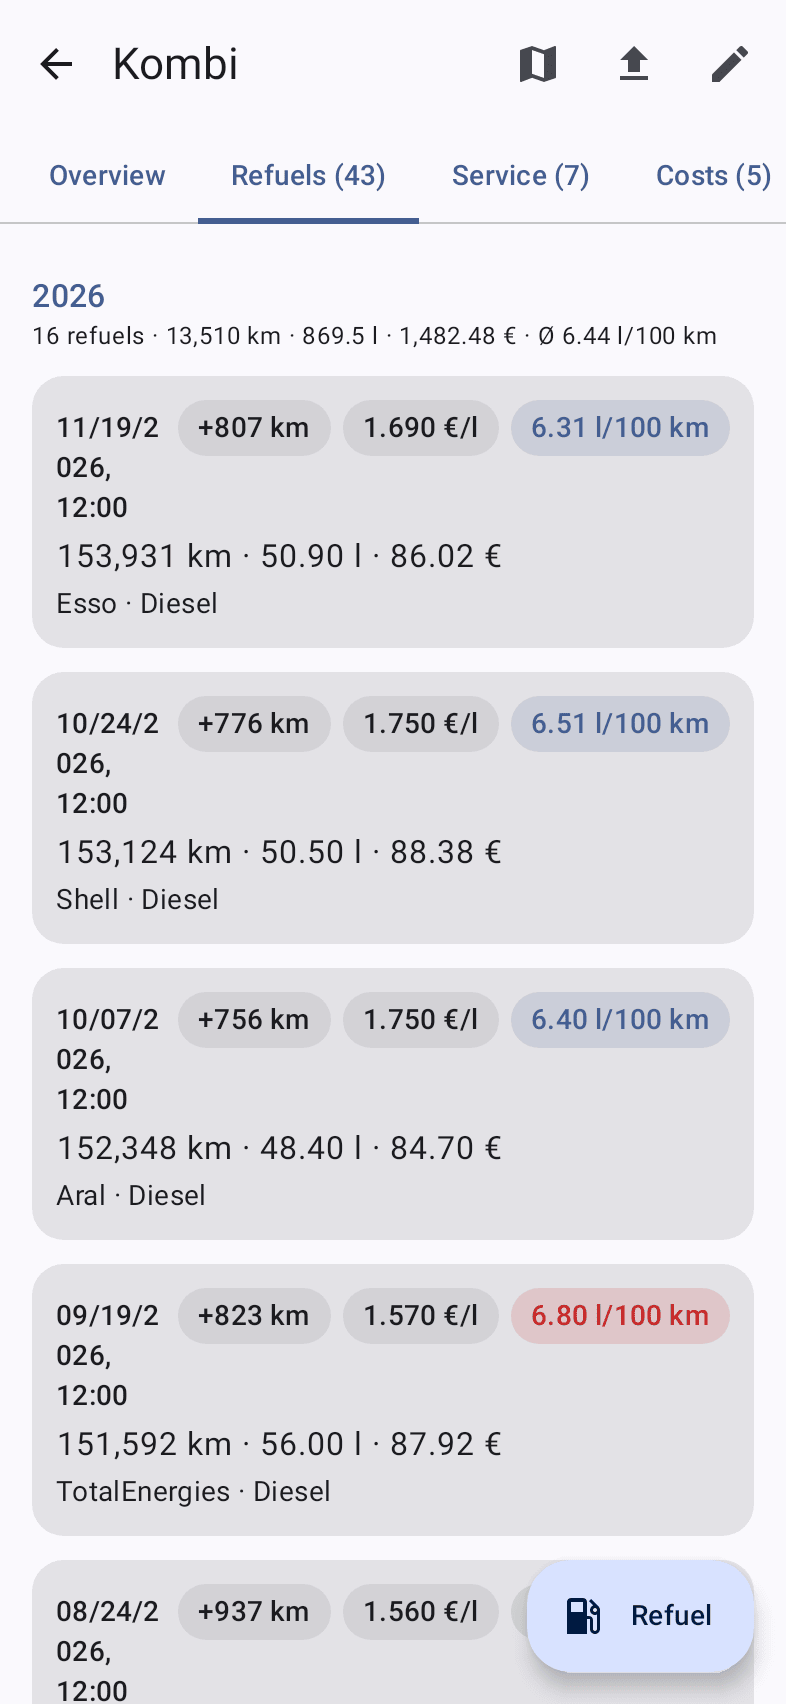 Kombi
Overview
Refuels (43)
Service (7)
Costs (5)
2026
16 refuels · 13,510 km · 869.5 l · 1,482.48 € · Ø 6.44 l/100 km
11/19/2
026,
12:00
+807 km
1.690 €/l
6.31 l/100 km
153,931 km · 50.90 l · 86.02 €
Esso · Diesel
10/24/2
026,
12:00
+776 km
1.750 €/l
6.51 l/100 km
153,124 km · 50.50 l · 88.38 €
Shell · Diesel
10/07/2
026,
12:00
+756 km
1.750 €/l
6.40 l/100 km
152,348 km · 48.40 l · 84.70 €
Aral · Diesel
09/19/2
026,
12:00
+823 km
1.570 €/l
6.80 l/100 km
151,592 km · 56.00 l · 87.92 €
TotalEnergies · Diesel
08/24/2
026,
12:00
+937 km
1.560 €/l
Refuel